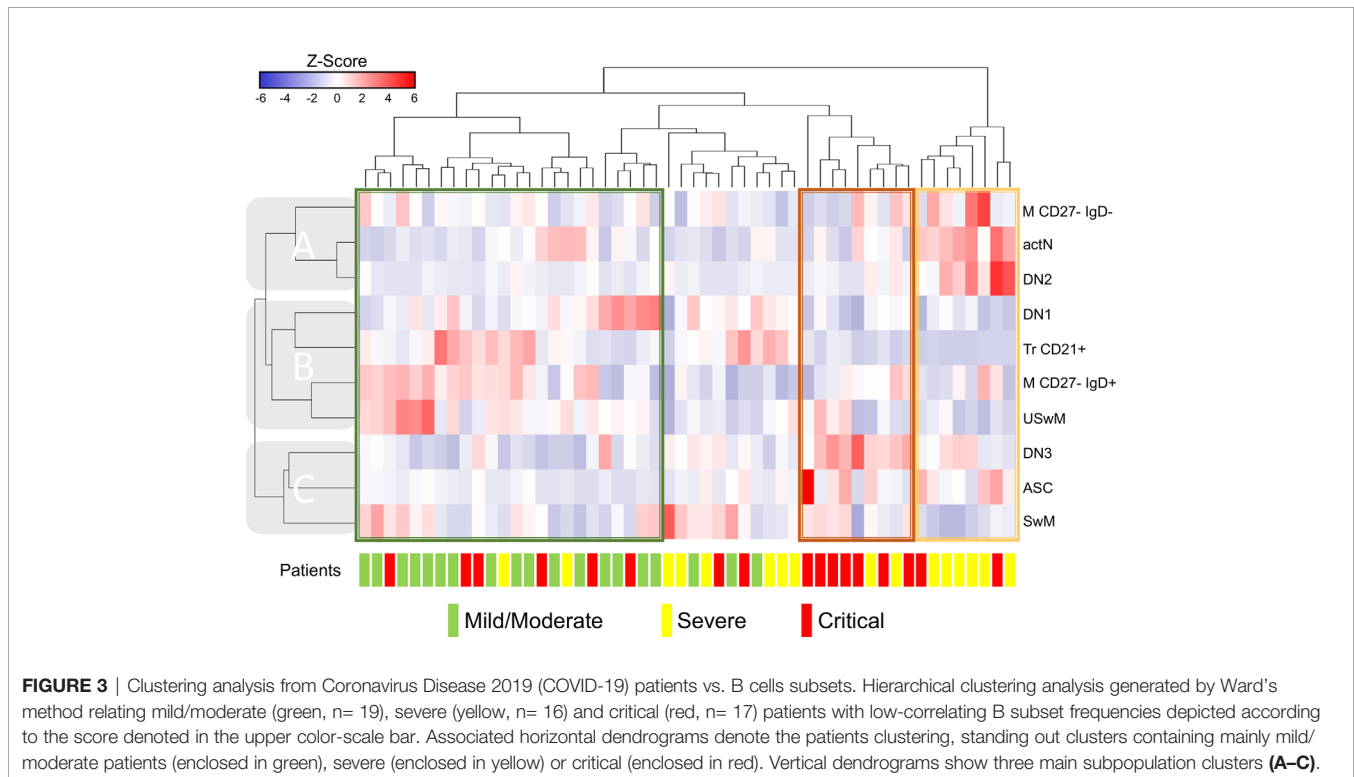 Z-Score
-6 -4 -2 0 2 4 6
A
B
C
M CD27- IgD-
actN
DN2
DN1
Tr CD21+
M CD27- IgD+
USwM
DN3
ASC
SwM
Patients
Mild/Moderate Severe Critical
FIGURE 3 | Clustering analysis from Coronavirus Disease 2019 (COVID-19) patients vs. B cells subsets. Hierarchical clustering analysis generated by Ward's
method relating mild/moderate (green, n= 19), severe (yellow, n= 16) and critical (red, n= 17) patients with low-correlating B subset frequencies depicted according
to the score denoted in the upper color-scale bar. Associated horizontal dendrograms denote the patients clustering, standing out clusters containing mainly mild/
moderate patients (enclosed in green), severe (enclosed in yellow) or critical (enclosed in red). Vertical dendrograms show three main subpopulation clusters (A–C).